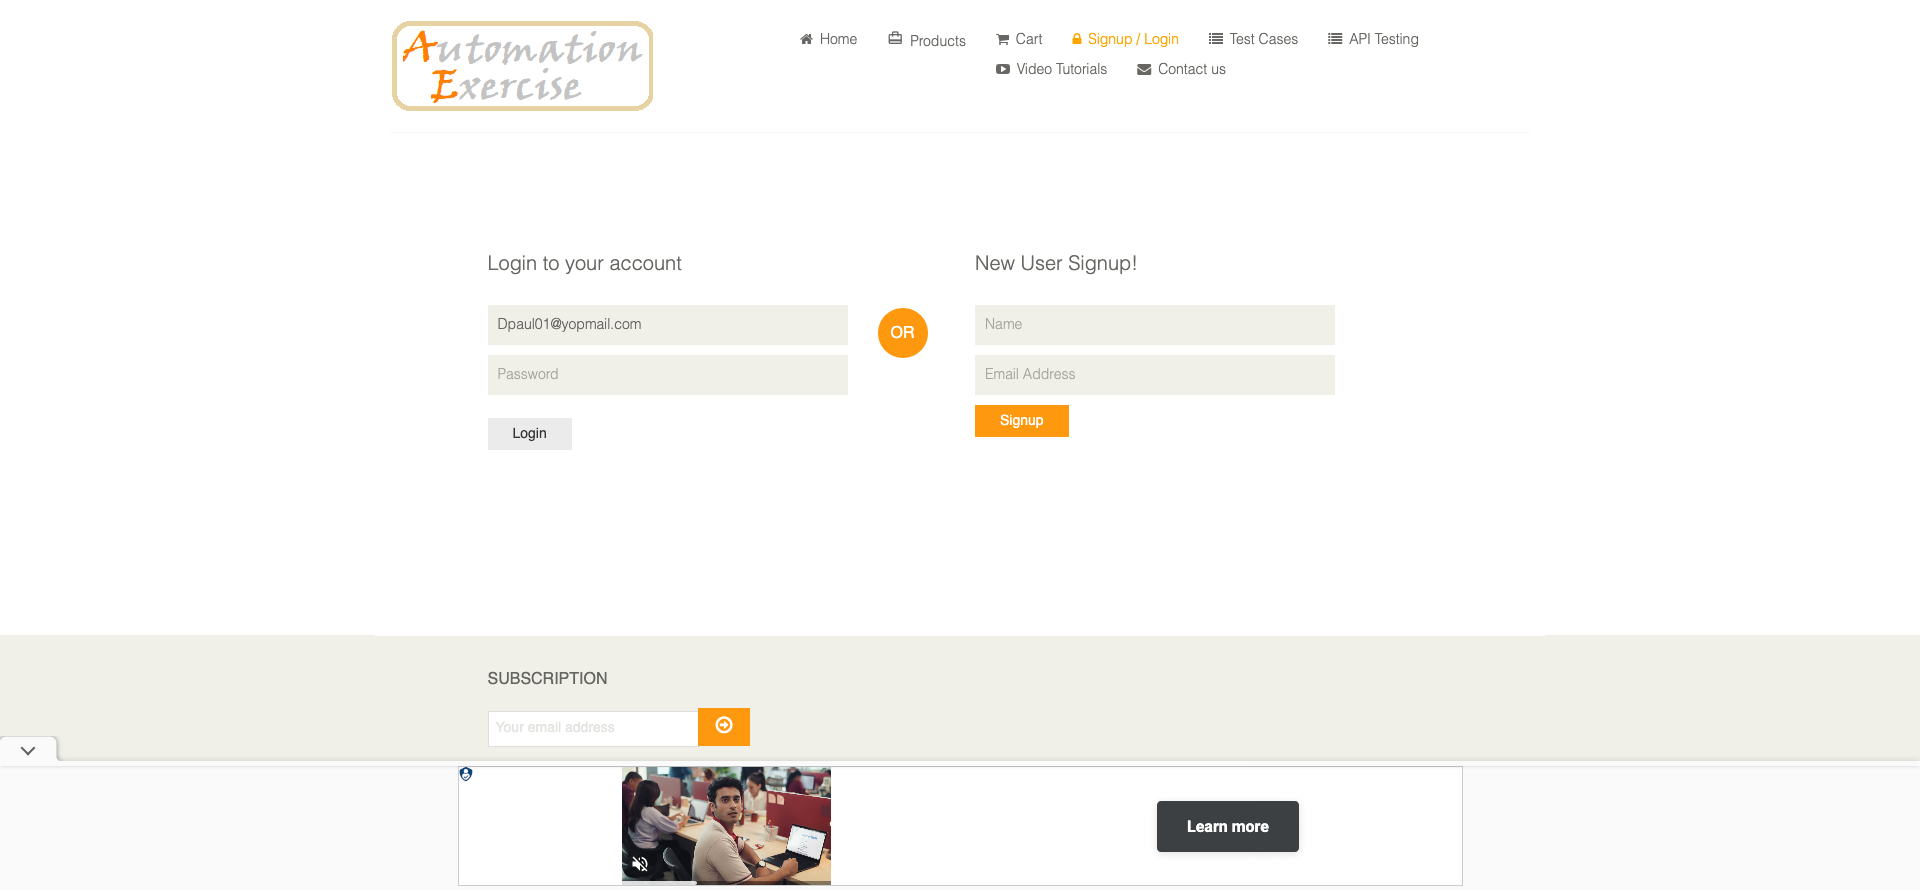 Automation
Exercise
Home
Products
Cart
Signup / Login
Test Cases
API Testing
Video Tutorials
Contact us
Login to your account
Dpaul01@yopmail.com
Password
Login
OR
New User Signup!
Name
Email Address
Signup
SUBSCRIPTION
Your email address
Learn more